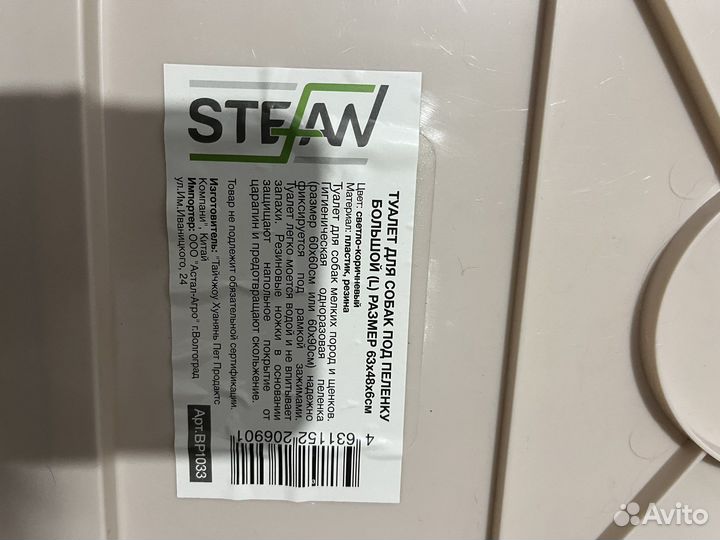 STEFAN
ТУАЛЕТ ДЛЯ СОБАК ПОД ПЕЛЕНКУ
БОЛЬШОЙ (L) РАЗМЕР 63х48х6см
Цвет: светло-коричневый
Материал: пластик, резина
Туалет для собак мелких пород и щенков.
Гигиеническая одноразовая пеленка
(размер 60х60см или 60х90см) надежно
фиксируется под рамкой зажимами.
Туалет легко моется водой и не впитывает
запахи. Резиновые ножки в основании
защищают напольное покрытие от
царапин и предотвращают скольжение.
Товар не подлежит обязательной сертификации.
Изготовитель: "Тайчжоу Хуанянь Пет Продактс
Компани", Китай
Импортер: ООО "Астал-Агро" г.Волгоград
ул.Им.Иваницкого, 24
4 631152 206901
Арт.BP1033
Avito